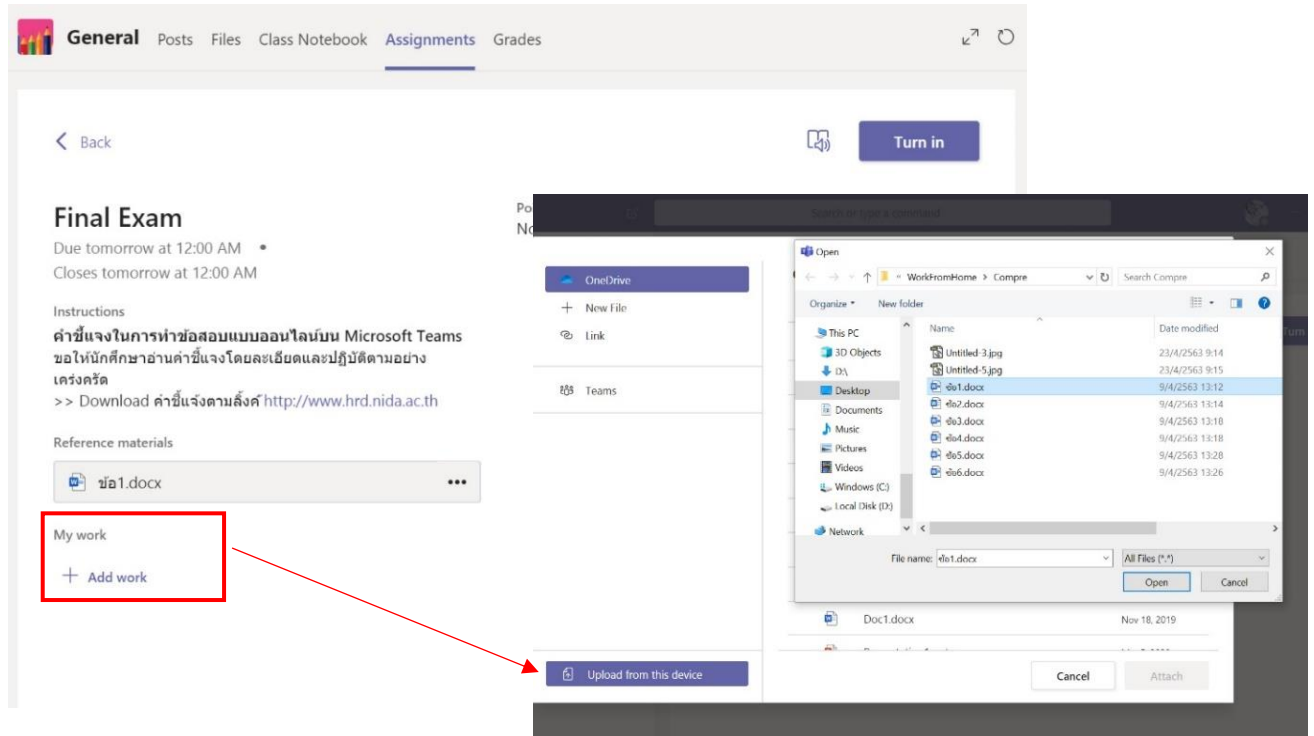 General Posts Files Class Notebook Assignments Grades
Back
Turn in
Final Exam
Due tomorrow at 12:00 AM •
Closes tomorrow at 12:00 AM
Instructions
คำชี้แจงในการทำข้อสอบแบบออนไลน์บน Microsoft Teams
ขอให้นักศึกษาอ่านคำชี้แจงโดยละเอียดและปฏิบัติตามอย่าง
เคร่งครัด
>> Download คำชี้แจงตามลิ้งค์ http://www.hrd.nida.ac.th
Reference materials
ข้อ1.docx
My work
+ Add work
Po
No
Search or type a command
OneDrive
+ New File
Link
Teams
Upload from this device
Open
« WorkFromHome > Compre
Search Compre
Organize
New folder
This PC
3D Objects
D:\
Desktop
Documents
Music
Pictures
Videos
Windows (C:)
Local Disk (D:)
Network
Name Date modified
Untitled-3.jpg 23/4/2563 9:14
Untitled-5.jpg 23/4/2563 9:15
ข้อ1.docx 9/4/2563 13:12
ข้อ2.docx 9/4/2563 13:14
ข้อ3.docx 9/4/2563 13:18
ข้อ4.docx 9/4/2563 13:18
ข้อ5.docx 9/4/2563 13:28
ข้อ6.docx 9/4/2563 13:26
File name: ข้อ1.docx
All Files (*.*)
Open Cancel
Turn
Doc1.docx Nov 18, 2019
Cancel Attach